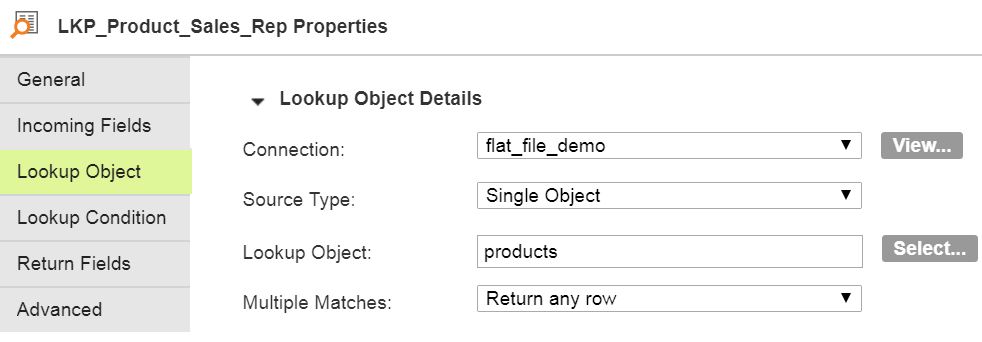 LKP_Product_Sales_Rep Properties
General
Incoming Fields
Lookup Object
Lookup Condition
Return Fields
Advanced
Lookup Object Details
Connection: flat_file_demo View...
Source Type: Single Object
Lookup Object: products Select...
Multiple Matches: Return any row